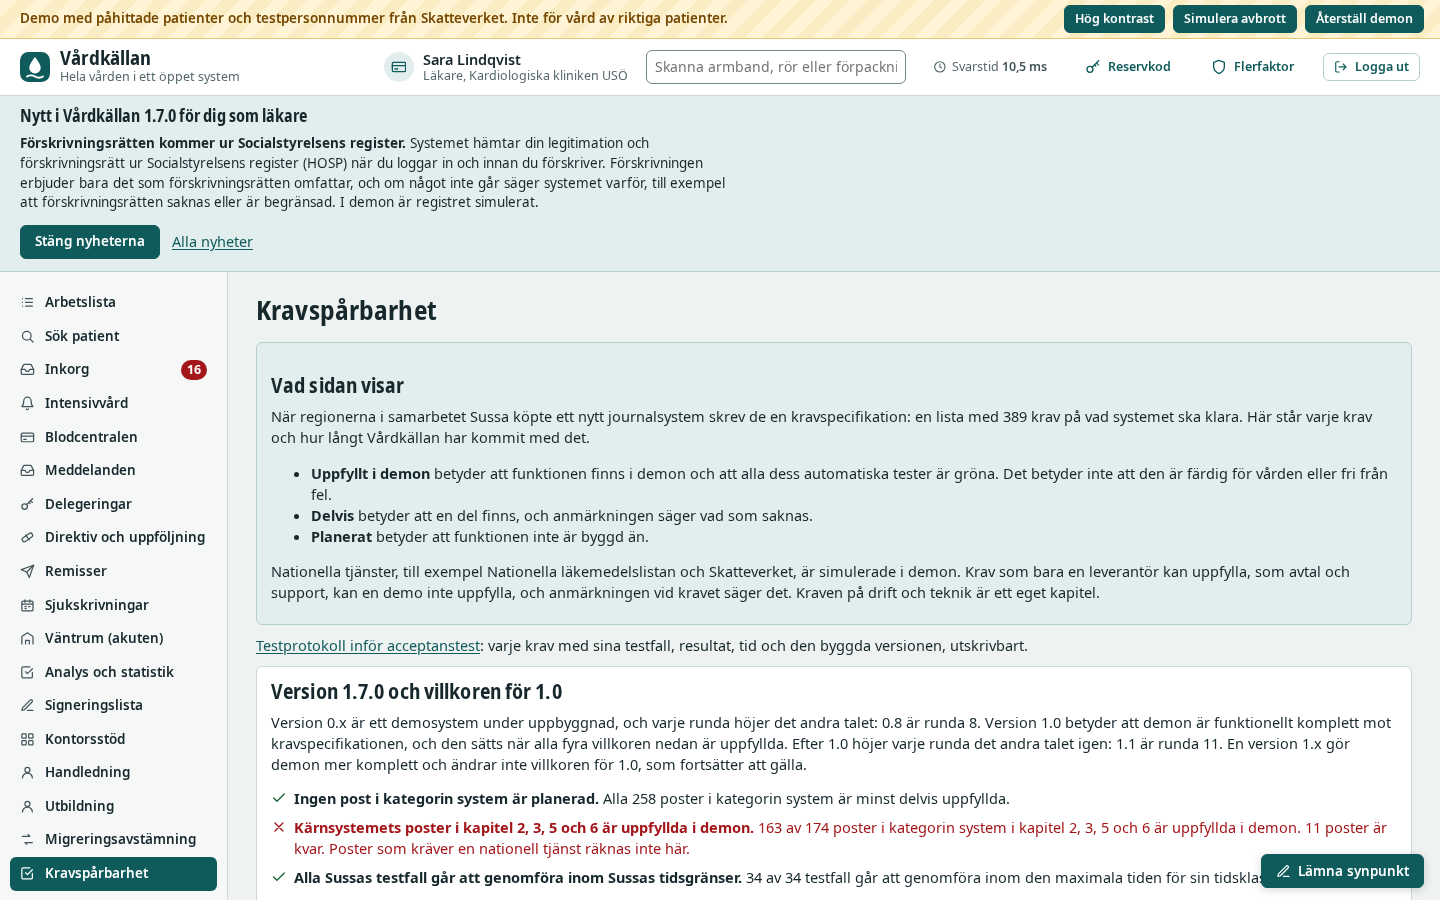 Demo med påhittade patienter och testpersonnummer från Skatteverket. Inte för vård av riktiga patienter.
Hög kontrast
Simulera avbrott
Återställ demon
Vårdkällan
Hela vården i ett öppet system
Sara Lindqvist
Läkare, Kardiologiska kliniken USÖ
Skanna armband, rör eller förpackni
Svarstid 10,5 ms
Reservkod
Flerfaktor
Logga ut
Nytt i Vårdkällan 1.7.0 för dig som läkare
Förskrivningsrätten kommer ur Socialstyrelsens register. Systemet hämtar din legitimation och
förskrivningsrätt ur Socialstyrelsens register (HOSP) när du loggar in och innan du förskriver. Förskrivningen
erbjuder bara det som förskrivningsrätten omfattar, och om något inte går säger systemet varför, till exempel
att förskrivningsrätten saknas eller är begränsad. I demon är registret simulerat.
Stäng nyheterna
Alla nyheter
Arbetslista
Sök patient
Inkorg
16
Intensivvård
Blodcentralen
Meddelanden
Delegeringar
Direktiv och uppföljning
Remisser
Sjukskrivningar
Väntrum (akuten)
Analys och statistik
Signeringslista
Kontorsstöd
Handledning
Utbildning
Migreringsavstämning
Kravspårbarhet
Kravspårbarhet
Vad sidan visar
När regionerna i samarbetet Sussa köpte ett nytt journalsystem skrev de en kravspecifikation: en lista med 389 krav på vad systemet ska klara. Här står varje krav
och hur långt Vårdkällan har kommit med det.
Uppfyllt i demon betyder att funktionen finns i demon och att alla dess automatiska tester är gröna. Det betyder inte att den är färdig för vården eller fri från
fel.
Delvis betyder att en del finns, och anmärkningen säger vad som saknas.
Planerat betyder att funktionen inte är byggd än.
Nationella tjänster, till exempel Nationella läkemedelslistan och Skatteverket, är simulerade i demon. Krav som bara en leverantör kan uppfylla, som avtal och
support, kan en demo inte uppfylla, och anmärkningen vid kravet säger det. Kraven på drift och teknik är ett eget kapitel.
Testprotokoll inför acceptanstest: varje krav med sina testfall, resultat, tid och den byggda versionen, utskrivbart.
Version 1.7.0 och villkoren för 1.0
Version 0.x är ett demosystem under uppbyggnad, och varje runda höjer det andra talet: 0.8 är runda 8. Version 1.0 betyder att demon är funktionellt komplett mot
kravspecifikationen, och den sätts när alla fyra villkoren nedan är uppfyllda. Efter 1.0 höjer varje runda det andra talet igen: 1.1 är runda 11. En version 1.x gör
demon mer komplett och ändrar inte villkoren för 1.0, som fortsätter att gälla.
Ingen post i kategorin system är planerad. Alla 258 poster i kategorin system är minst delvis uppfyllda.
Kärnsystemets poster i kapitel 2, 3, 5 och 6 är uppfyllda i demon. 163 av 174 poster i kategorin system i kapitel 2, 3, 5 och 6 är uppfyllda i demon. 11 poster är
kvar. Poster som kräver en nationell tjänst räknas inte här.
Alla Sussas testfall går att genomföra inom Sussas tidsgränser. 34 av 34 testfall går att genomföra inom den maximala tiden för sin
Lämna synpunkt